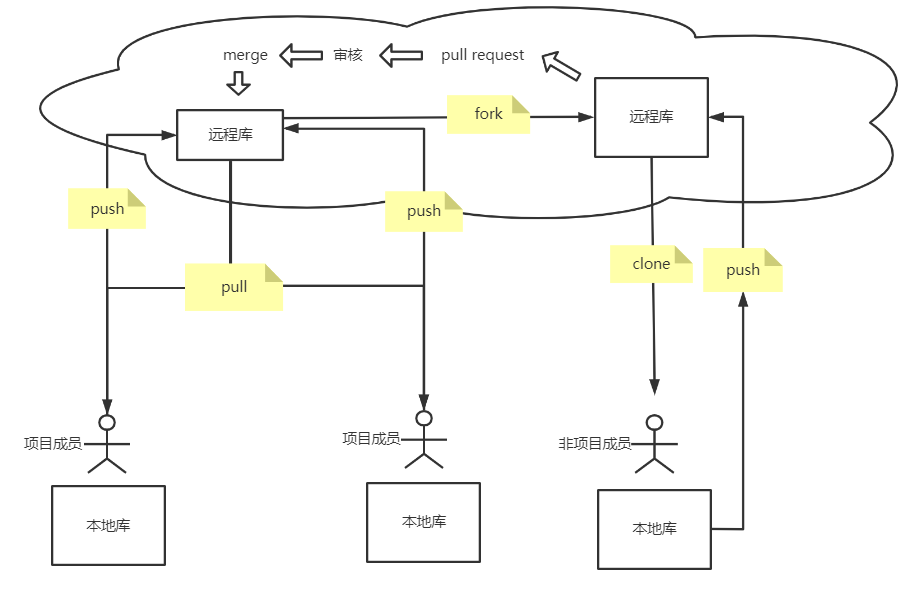 merge
审核
pull request
远程库
fork
远程库
push
push
pull
clone
push
项目成员
项目成员
非项目成员
本地库
本地库
本地库